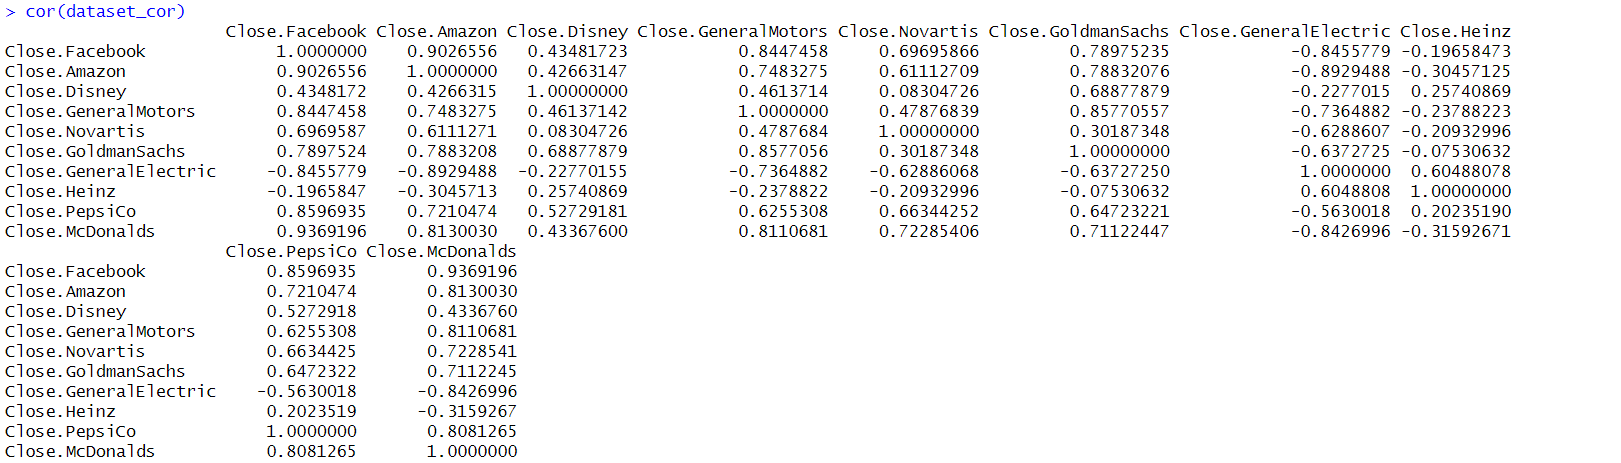 > cor(dataset_cor)
Close.Facebook Close.Amazon Close.Disney Close.GeneralMotors Close.Novartis Close.GoldmanSachs Close.GeneralElectric Close.Heinz
Close.Facebook 1.0000000 0.9026556 0.43481723 0.8447458 0.69695866 0.78975235 -0.8455779 -0.19658473
Close.Amazon 0.9026556 1.0000000 0.42663147 0.7483275 0.61112709 0.78832076 -0.8929488 -0.30457125
Close.Disney 0.4348172 0.4266315 1.00000000 0.4613714 0.08304726 0.68877879 -0.2277015 0.25740869
Close.GeneralMotors 0.8447458 0.7483275 0.46137142 1.0000000 0.47876839 0.85770557 -0.7364882 -0.23788223
Close.Novartis 0.6969587 0.6111271 0.08304726 0.4787684 1.00000000 0.30187348 -0.6288607 -0.20932996
Close.GoldmanSachs 0.7897524 0.7883208 0.68877879 0.8577056 0.30187348 1.00000000 -0.6372725 -0.07530632
Close.GeneralElectric -0.8455779 -0.8929488 -0.22770155 -0.7364882 -0.62886068 -0.63727250 1.0000000 0.60488078
Close.Heinz -0.1965847 -0.3045713 0.25740869 -0.2378822 -0.20932996 -0.07530632 0.6048808 1.00000000
Close.PepsiCo 0.8596935 0.7210474 0.52729181 0.6255308 0.66344252 0.64723221 -0.5630018 0.20235190
Close.McDonalds 0.9369196 0.8130030 0.43367600 0.8110681 0.72285406 0.71122447 -0.8426996 -0.31592671
Close.PepsiCo Close.McDonalds
Close.Facebook 0.8596935 0.9369196
Close.Amazon 0.7210474 0.8130030
Close.Disney 0.5272918 0.4336760
Close.GeneralMotors 0.6255308 0.8110681
Close.Novartis 0.6634425 0.7228541
Close.GoldmanSachs 0.6472322 0.7112245
Close.GeneralElectric -0.5630018 -0.8426996
Close.Heinz 0.2023519 -0.3159267
Close.PepsiCo 1.0000000 0.8081265
Close.McDonalds 0.8081265 1.0000000